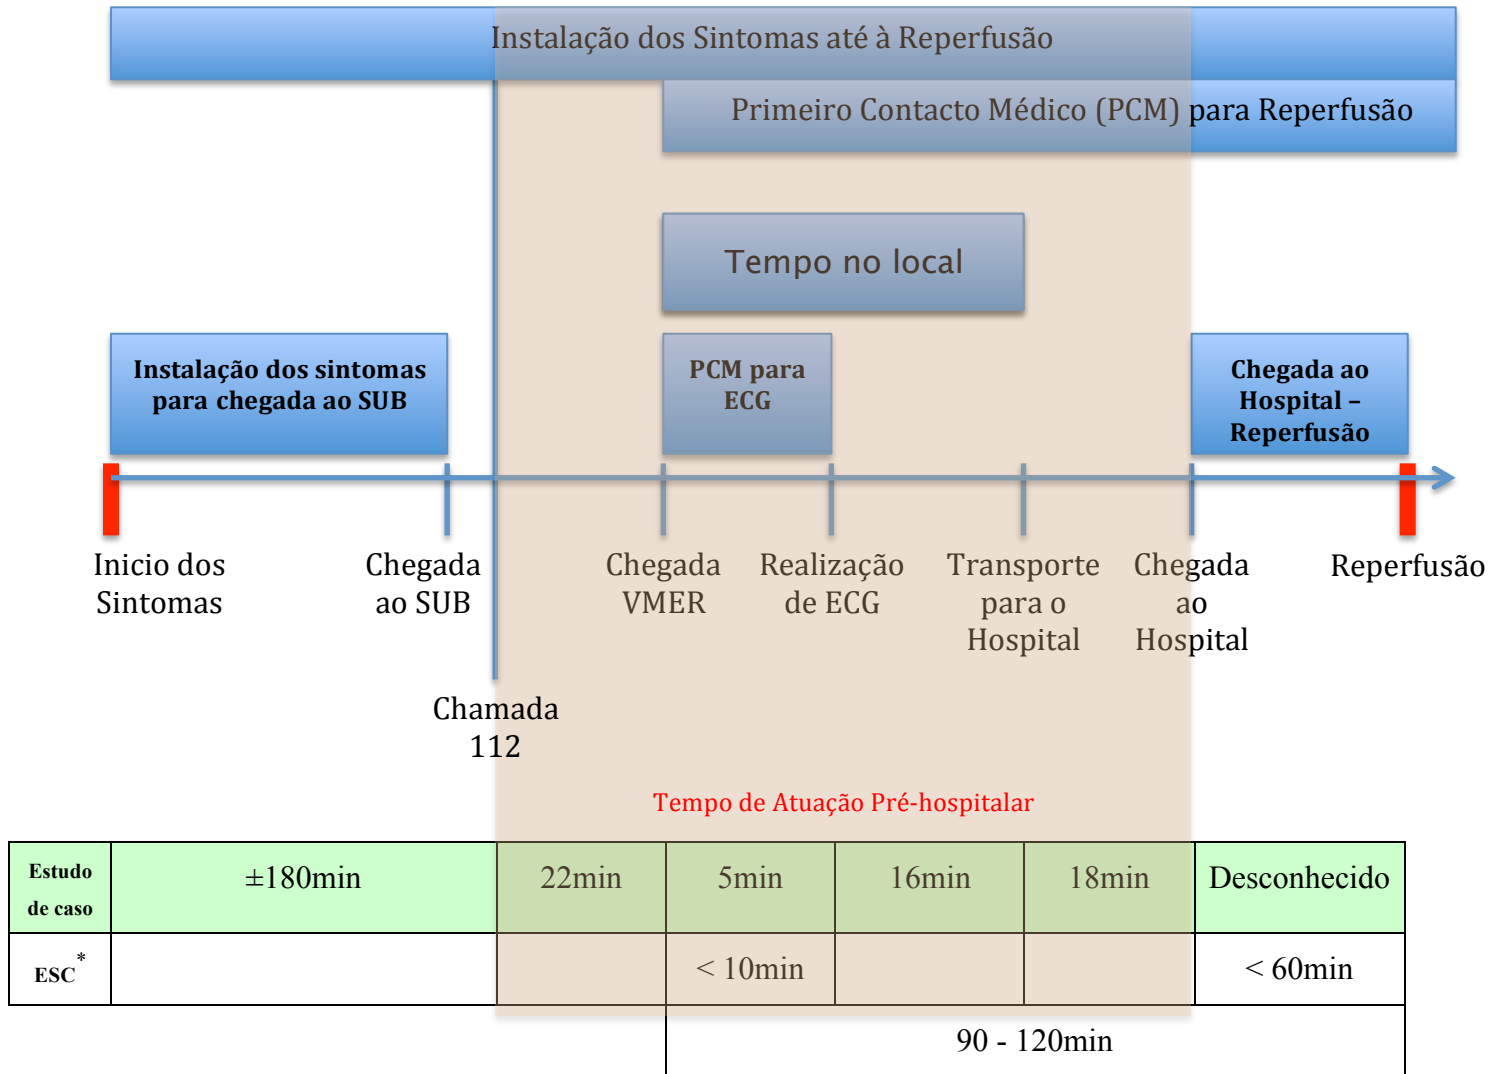 Instalação dos Sintomas até à Reperfusão
Primeiro Contacto Médico (PCM) para Reperfusão
Tempo no local
Instalação dos sintomas
para chegada ao SUB
PCM para
ECG
Chegada ao
Hospital –
Reperfusão
Inicio dos
Sintomas
Chegada
ao SUB
Chegada
VMER
Realização
de ECG
Transporte
para o
Hospital
Chegada
ao
Hospital
Reperfusão
Chamada
112
Tempo de Atuação Pré-hospitalar
Estudo
de caso
±180min
22min
5min
16min
18min
Desconhecido
ESC*
< 10min
< 60min
90 - 120min